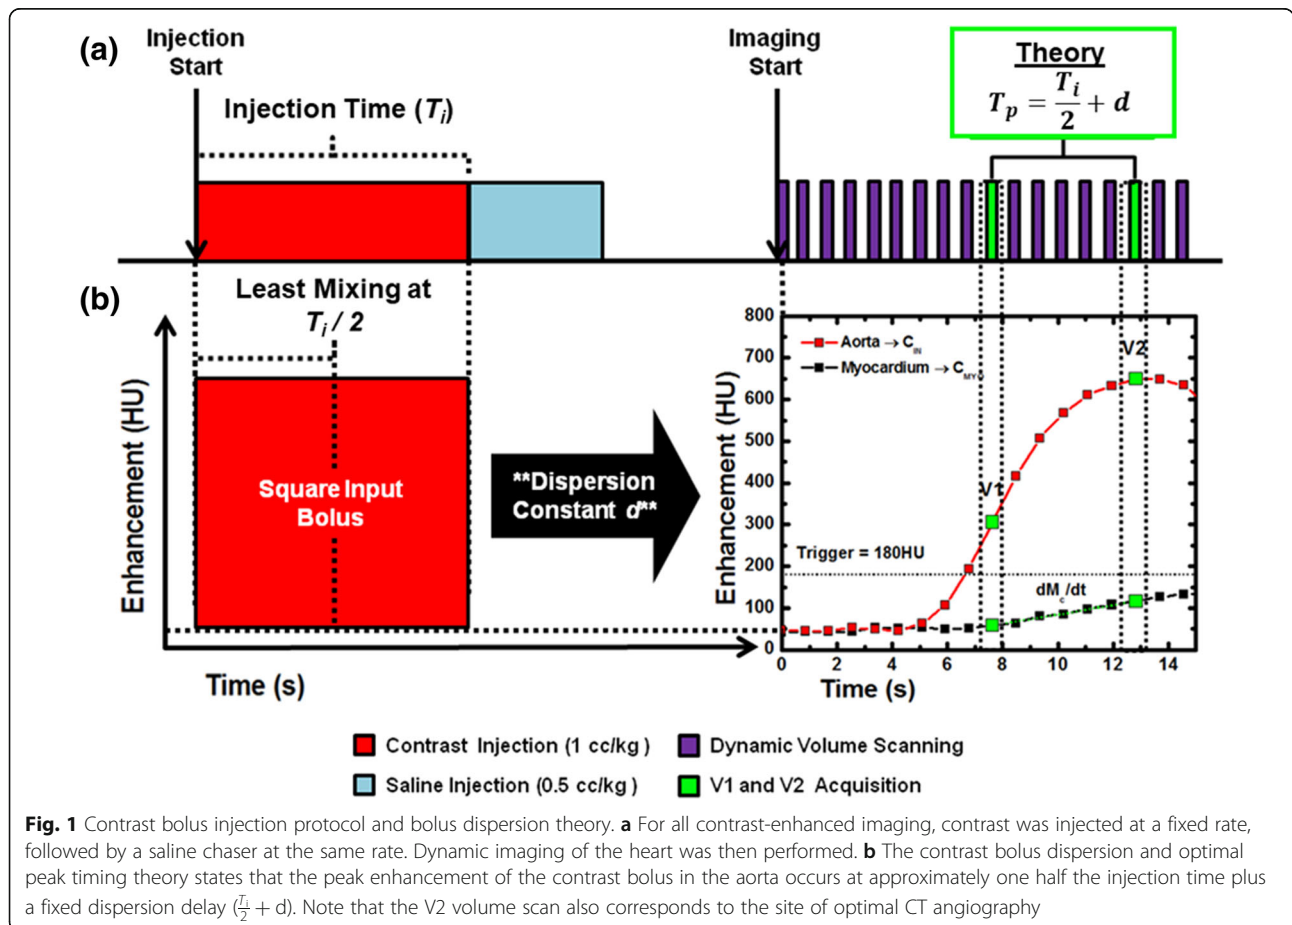 (a)
Injection
Start
Injection Time (Ti)
Imaging
Start
Theory
Tp = Ti/2 + d
(b)
Least Mixing at
Ti / 2
Enhancement (HU)
Square Input
Bolus
Time (s)
**Dispersion
Constant d**
Enhancement (HU)
800
700
600
500
400
300
200
100
0
Aorta → CIN
Myocardium →
V1
V2
Trigger = 180HU
dMc/dt
0 2 4 6 8 10 12 14
Time (s)
Contrast Injection (1 cc/kg)
Dynamic Volume Scanning
Saline Injection (0.5 cc/kg)
V1 and V2 Acquisition
Fig. 1 Contrast bolus injection protocol and bolus dispersion theory. a For all contrast-enhanced imaging, contrast was injected at a fixed rate,
followed by a saline chaser at the same rate. Dynamic imaging of the heart was then performed. b The contrast bolus dispersion and optimal
peak timing theory states that the peak enhancement of the contrast bolus in the aorta occurs at approximately one half the injection time plus
a fixed dispersion delay (Ti/2 + d). Note that the V2 volume scan also corresponds to the site of optimal CT angiography